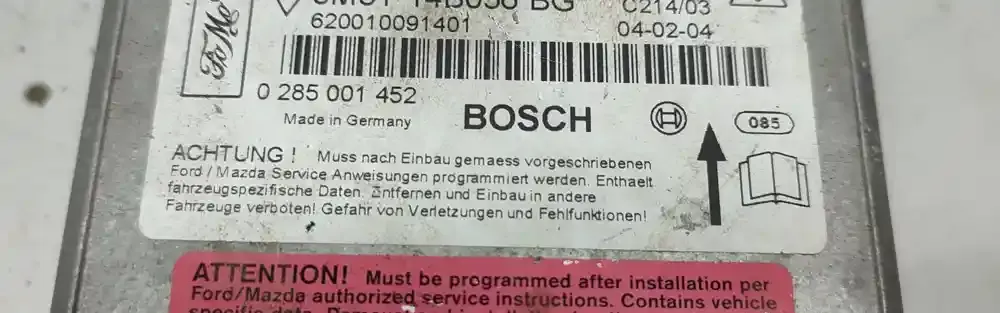 BG
C214/03
620010091401
04-02-04
FoMo
0 285 001 452
Made in Germany
BOSCH
085
ACHTUNG ! Muss nach Einbau gemaess vorgeschriebenen
Ford / Mazda Service Anweisungen programmiert werden. Enthaelt
fahrzeugspezifische Daten. Entfernen und Einbau in andere
Fahrzeuge verboten! Gefahr von Verletzungen und Fehlfunktionen!
ATTENTION! Must be programmed after installation per
Ford/Mazda authorized service instructions. Contains vehicle